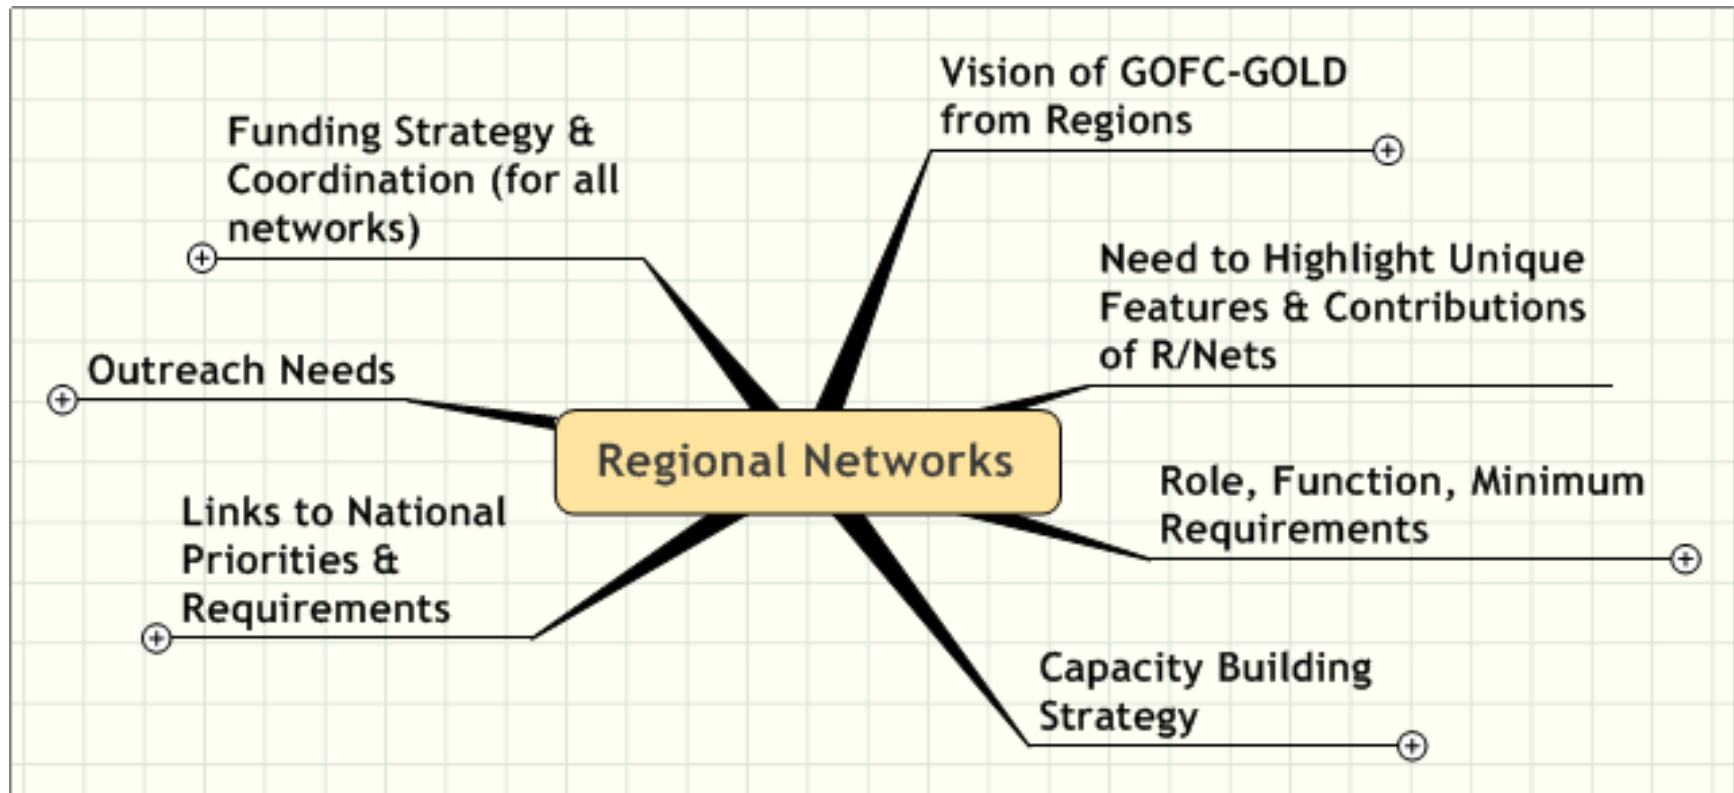 Vision of GOFC-GOLD
from Regions
Funding Strategy &
Coordination (for all
networks)
Need to Highlight Unique
Features & Contributions
of R/Nets
Outreach Needs
Regional Networks
Role, Function, Minimum
Requirements
Links to National
Priorities &
Requirements
Capacity Building
Strategy